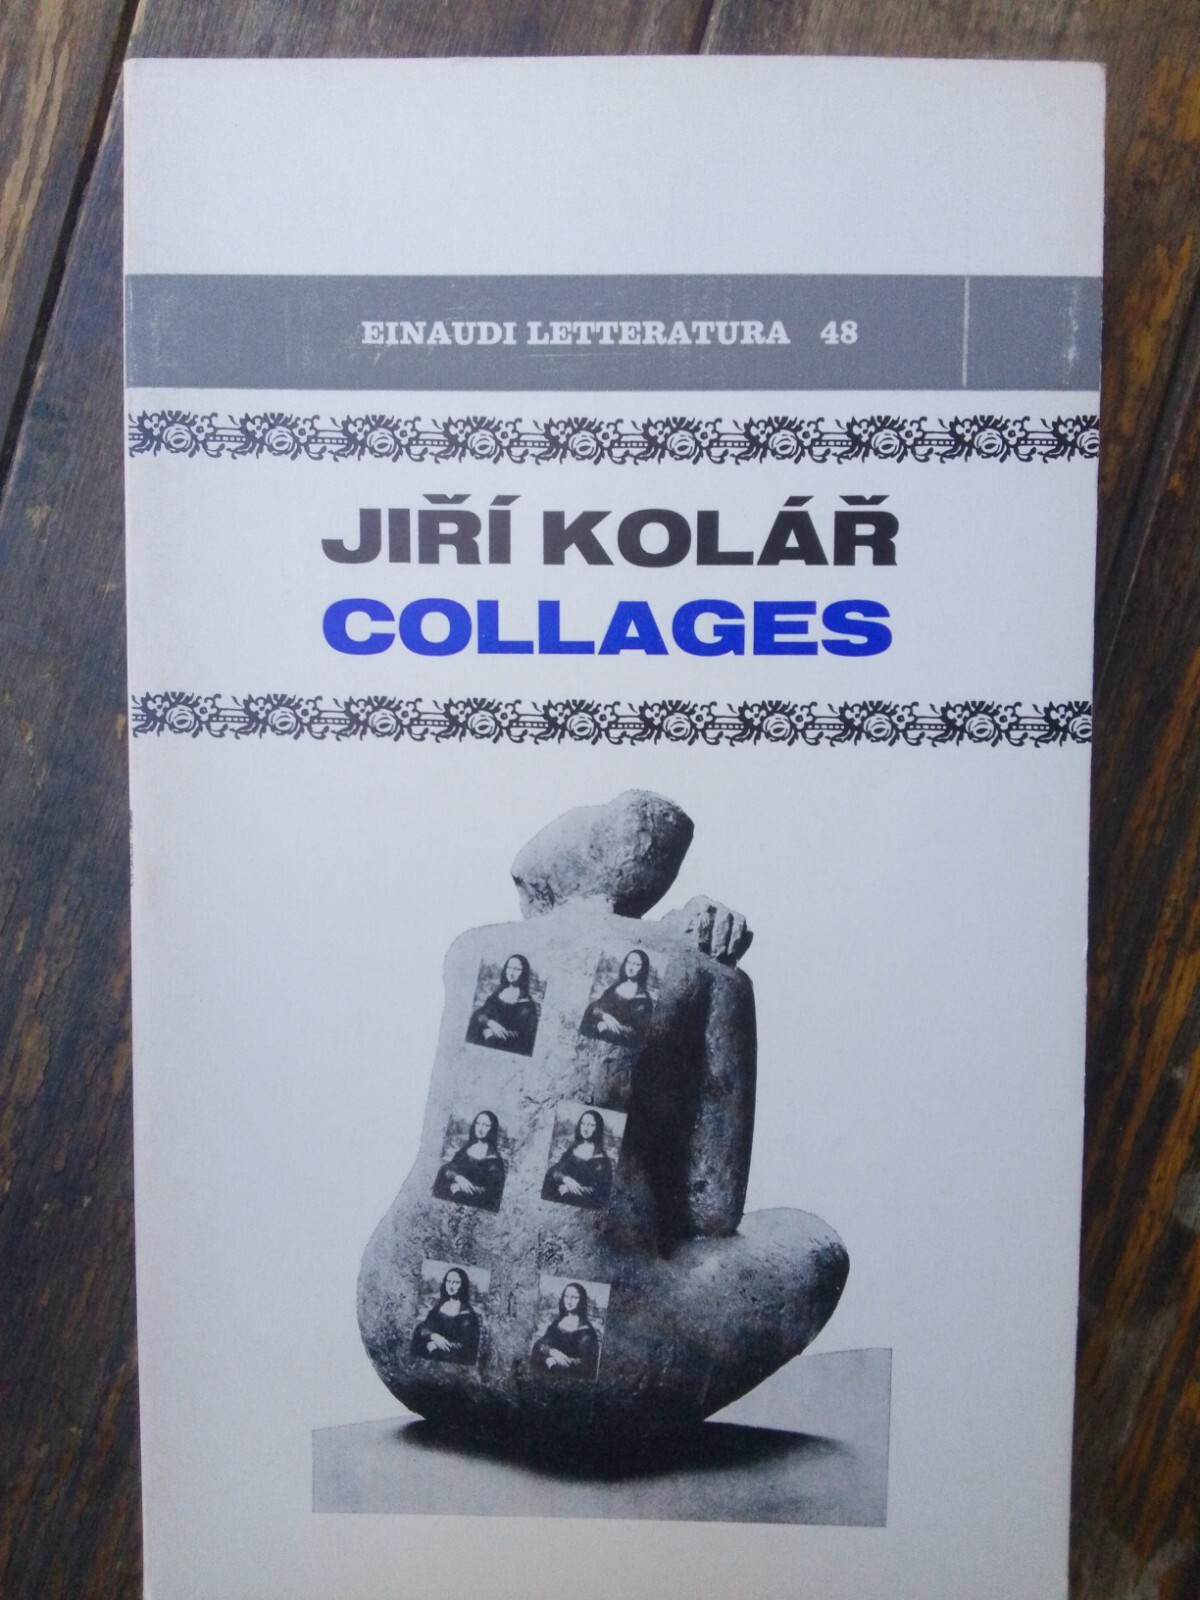 EINAUDI LETTERATURA 48
JIŘÍ KOLÁŘ
COLLAGES